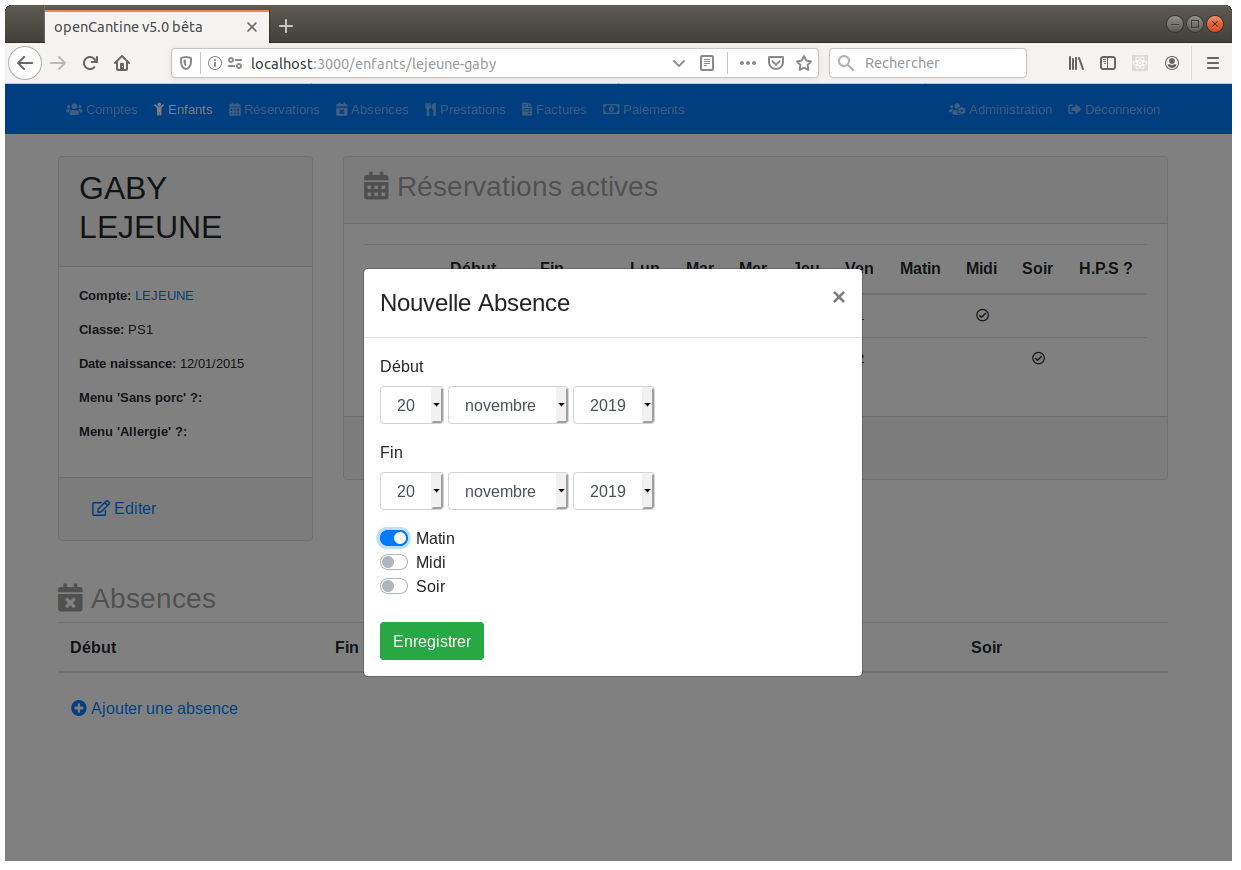 openCantine v5.0 bêta
localhost:3000/enfants/lejeune-gaby
Rechercher
Comptes Enfants Réservations Absences Prestations Factures Paiements Administration Déconnexion
GABY
LEJEUNE
Compte: LEJEUNE
Classe: PS1
Date naissance: 12/01/2015
Menu 'Sans porc' ?:
Menu 'Allergie' ?:
Editer
Réservations actives
Début Fin Lun Mar Mer Jeu Ven Matin Midi Soir H.P.S ?
Nouvelle Absence
Début
20 novembre 2019
Fin
20 novembre 2019
Matin
Midi
Soir
Enregistrer
Absences
Début Fin Soir
Ajouter une absence